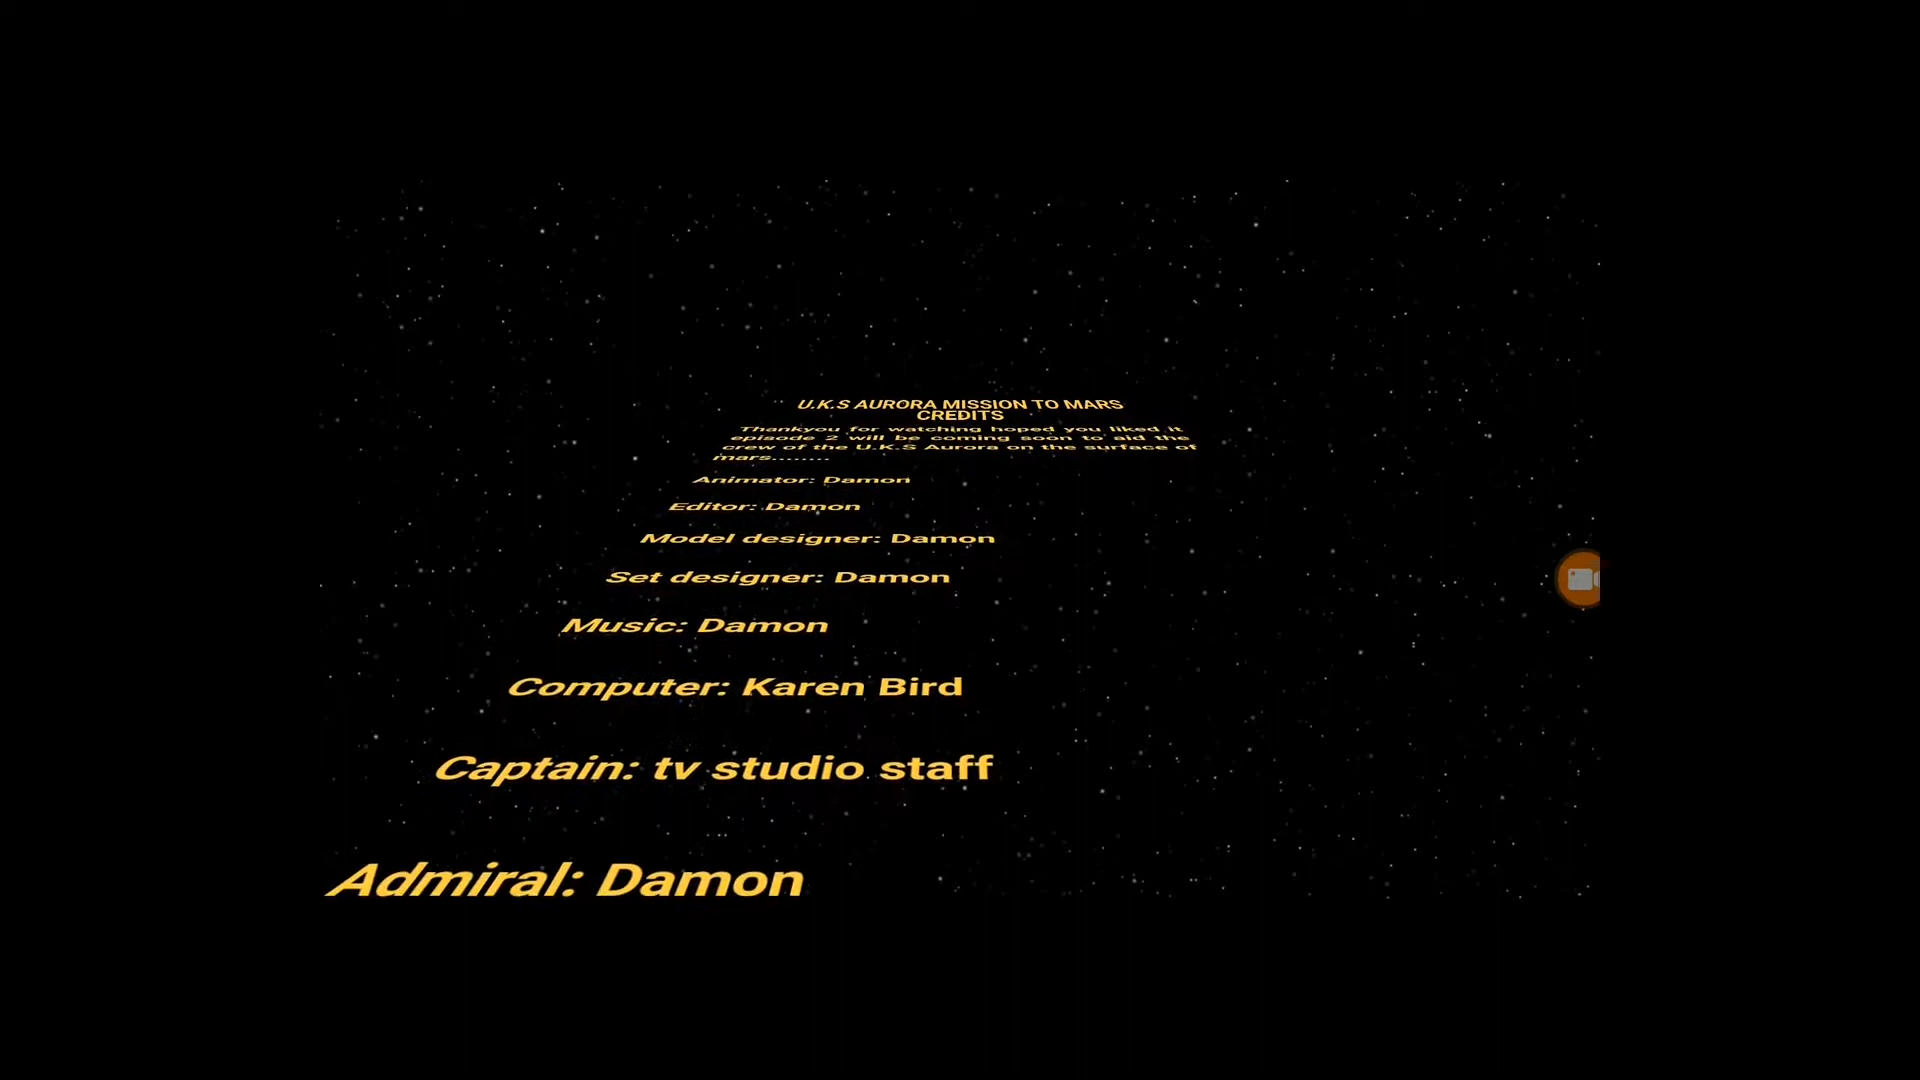 U.K.S AURORA MISSION TO MARS
CREDITS
Thankyou for watching hoped you liked it
episode 2 will be coming soon to aid the
crew of the U.K.S Aurora on the surface of
mars........
Animator: Damon
Editor: Damon
Model designer: Damon
Set designer: Damon
Music: Damon
Computer: Karen Bird
Captain: tv studio staff
Admiral: Damon